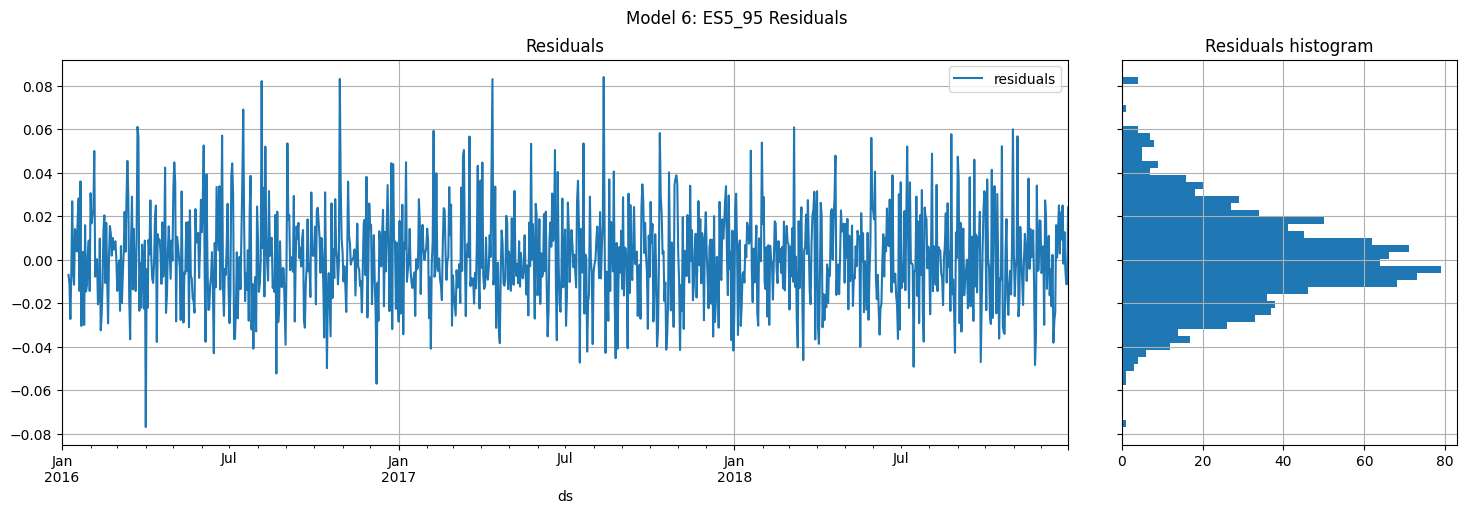 Model 6: ES5_95 Residuals
Residuals
Residuals histogram
residuals
0.08
0.06
0.04
0.02
0.00
−0.02
−0.04
−0.06
−0.08
Jan
2016
Jul
Jan
2017
Jul
Jan
2018
Jul
ds
0
20
40
60
80